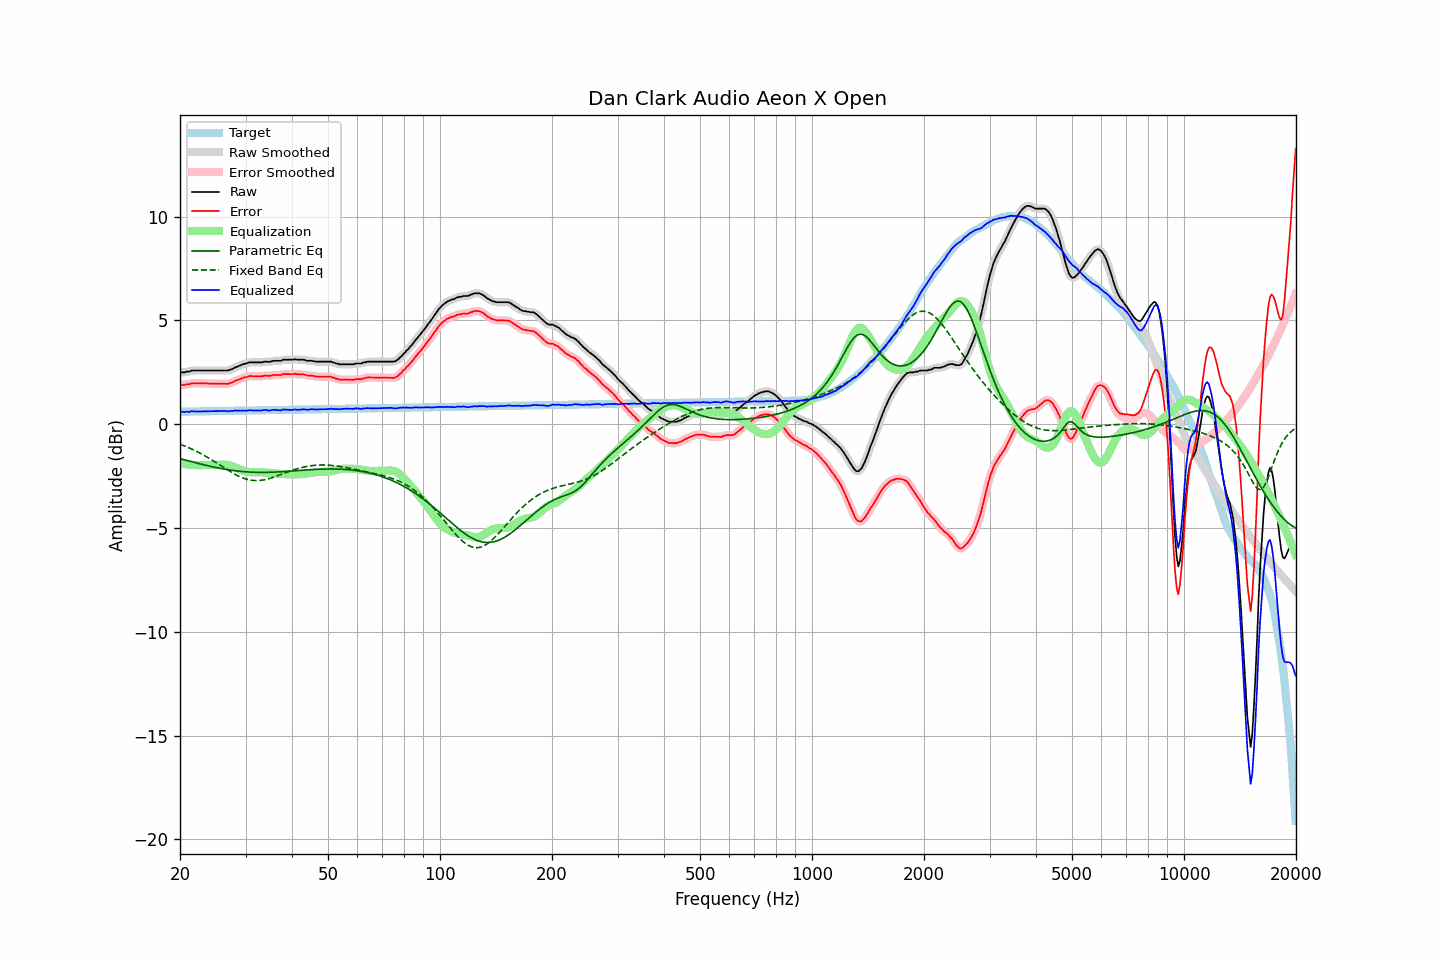 Dan Clark Audio Aeon X Open
Target
Raw Smoothed
Error Smoothed
Raw
Error
Equalization
Parametric Eq
Fixed Band Eq
Equalized
Amplitude (dBr)
10
5
0
−5
−10
−15
−20
20 50 100 200 500 1000 2000 5000 10000 20000
Frequency (Hz)